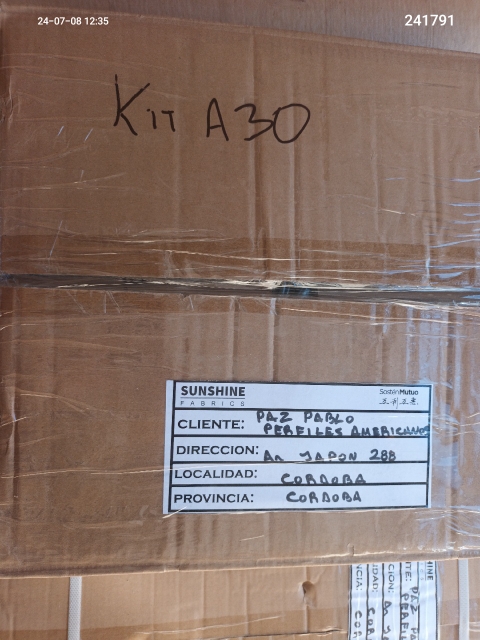 24-07-08 12:35
241791
KIT A30
SUNSHINE
FABRICS
SosténMutuo
CLIENTE: PAZ PABLO
PERFILES AMERICANOS
DIRECCION: Av JAPON 288
LOCALIDAD: CORDOBA
PROVINCIA: CORDOBA